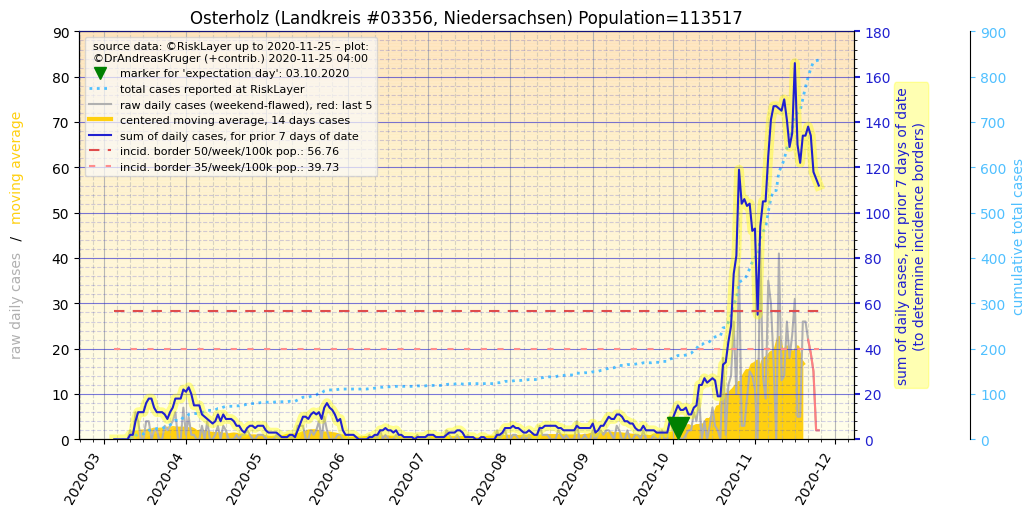 Osterholz (Landkreis #03356, Niedersachsen) Population=113517
source data: ©RiskLayer up to 2020-11-25 – plot:
©DrAndreasKruger (+contrib.) 2020-11-25 04:00
marker for 'expectation day': 03.10.2020
total cases reported at RiskLayer
raw daily cases (weekend-flawed), red: last 5
centered moving average, 14 days cases
sum of daily cases, for prior 7 days of date
incid. border 50/week/100k pop.: 56.76
incid. border 35/week/100k pop.: 39.73
raw daily cases / moving average
90
80
70
60
50
40
30
20
10
0
2020-03
2020-04
2020-05
2020-06
2020-07
2020-08
2020-09
2020-10
2020-11
2020-12
180
160
140
120
100
80
60
40
20
0
sum of daily cases, for prior 7 days of date
(to determine incidence borders)
900
800
700
600
500
400
300
200
100
0
cumulative total cases